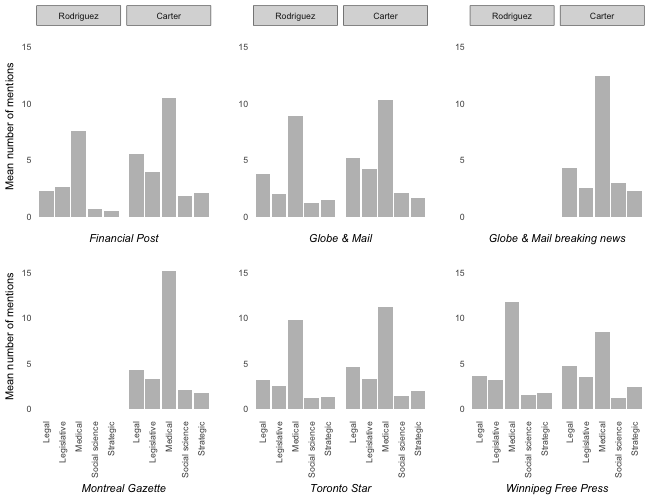 Rodriguez Carter Rodriguez Carter Rodriguez Carter
Mean number of mentions
15 15 15
10 10 10
5 5 5
0 0 0
Financial Post Globe & Mail Globe & Mail breaking news
Mean number of mentions
15 15 15
10 10 10
5 5 5
0 0 0
Legal Legislative Medical Social science Strategic Legal Legislative Medical Social science Strategic Legal Legislative Medical Social science Strategic Legal Legislative Medical Social science Strategic Legal Legislative Medical Social science Strategic Legal Legislative Medical Social science Strategic
Montreal Gazette Toronto Star Winnipeg Free Press